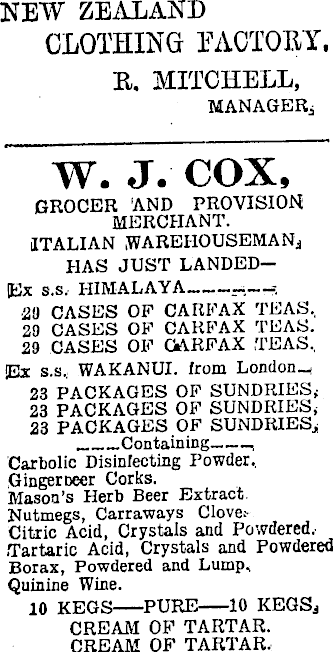 NEW ZEALAND
CLOTHING FACTORY.
R. MITCHELL,
MANAGER.
W. J. COX,
GROCER AND PROVISION
MERCHANT.
ITALIAN WAREHOUSEMAN,
HAS JUST LANDED—
Ex s.s. HIMALAYA——
29 CASES OF CARFAX TEAS.
29 CASES OF CARFAX TEAS.
29 CASES OF CARFAX TEAS.
Ex s.s. WAKANUI. from London—
23 PACKAGES OF SUNDRIES,
23 PACKAGES OF SUNDRIES,
23 PACKAGES OF SUNDRIES,
——Containing——
Carbolic Disinfecting Powder.
Gingerbeer Corks.
Mason's Herb Beer Extract
Nutmegs, Carraways Clove-
Citric Acid, Crystals and Powdered.
Tartaric Acid, Crystals and Powdered
Borax, Powdered and Lump.
Quinine Wine.
10 KEGS—PURE—10 KEGS,
CREAM OF TARTAR.
CREAM OF TARTAR.